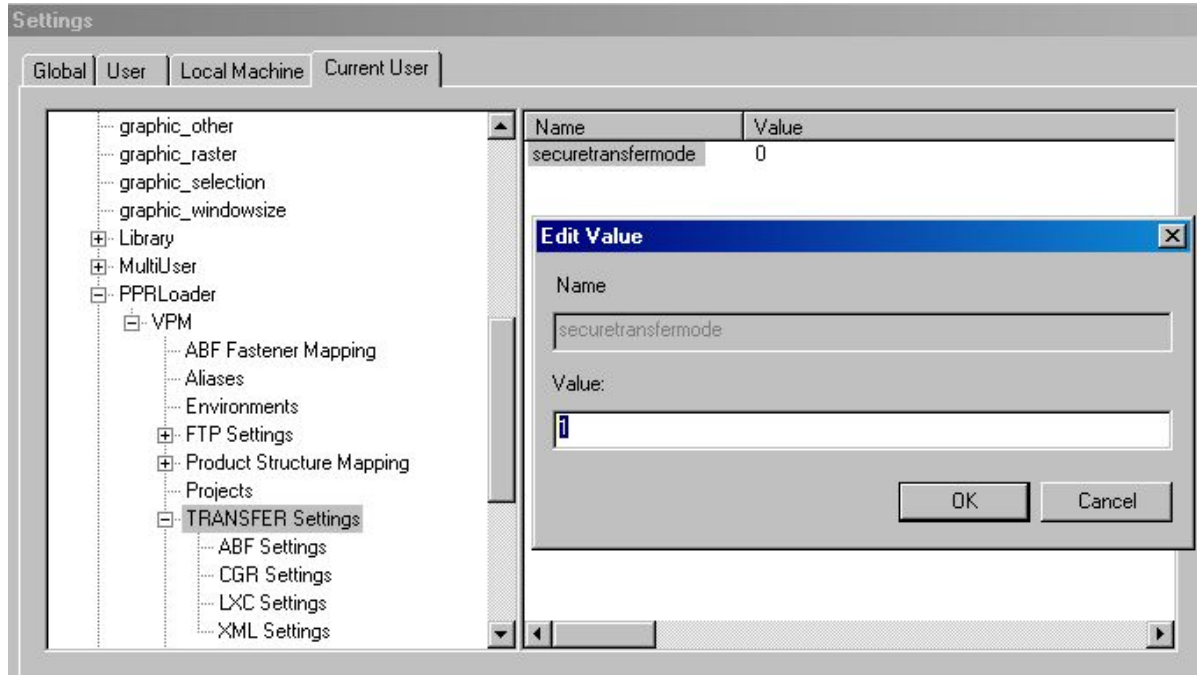 Settings
Global User Local Machine Current User
graphic_other
graphic_raster
graphic_selection
graphic_windowsize
Library
MultiUser
PPRLoader
VPM
ABF Fastener Mapping
Aliases
Environments
FTP Settings
Product Structure Mapping
Projects
TRANSFER Settings
ABF Settings
CGR Settings
LXC Settings
XML Settings
Name Value
securetransfermode 0
Edit Value
Name
securetransfermode
Value:
1
OK Cancel